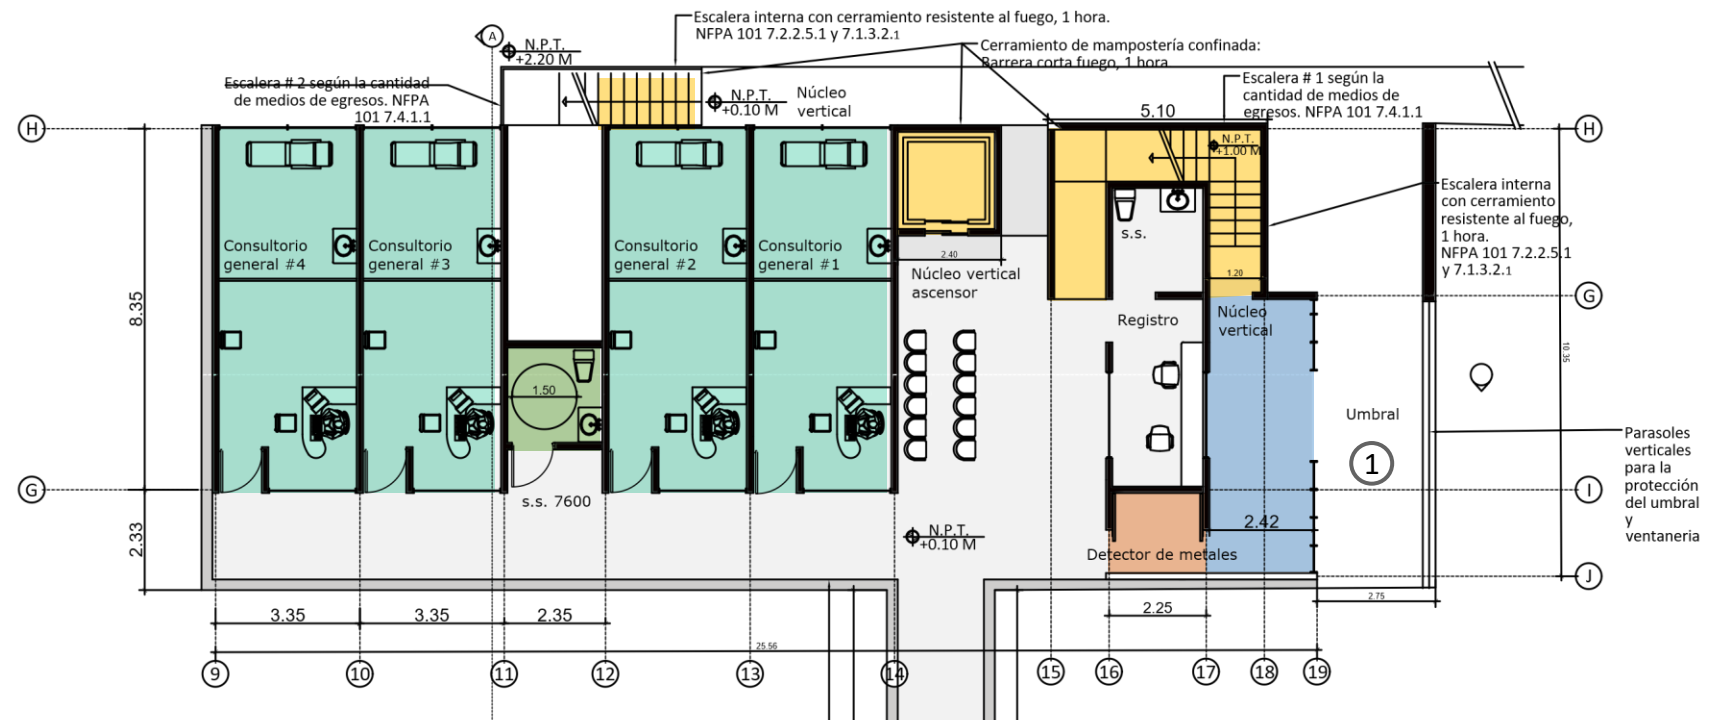 Escalera interna con cerramiento resistente al fuego, 1 hora.
NFPA 101 7.2.2.5.1 y 7.1.3.2.1
A
N.P.T.
+2.20 M
Cerramiento de mampostería confinada:
Barrera corta fuego, 1 hora
Escalera # 2 según la cantidad
de medios de egresos. NFPA
101 7.4.1.1
N.P.T.
+0.10 M
Núcleo
vertical
Escalera # 1 según la
cantidad de medios de
egresos. NFPA 101 7.4.1.1
5.10
H
H
N.P.T.
+1.00 M
Escalera interna
con cerramiento
resistente al fuego,
1 hora.
NFPA 101 7.2.2.5.1
y 7.1.3.2.1
s.s.
Consultorio
general #4
Consultorio
general #3
Consultorio
general #2
Consultorio
general #1
2.40
Núcleo vertical
ascensor
1.20
G
8.35
Registro
Núcleo
vertical
10.35
1.50
Umbral
1
Parasoles
verticales
para la
protección
del umbral
y
ventaneria
G
I
s.s. 7600
2.33
N.P.T.
+0.10 M
2.42
Detector de metales
J
3.35
3.35
2.35
2.25
2.75
25.56
9
10
11
12
13
14
15
16
17
18
19